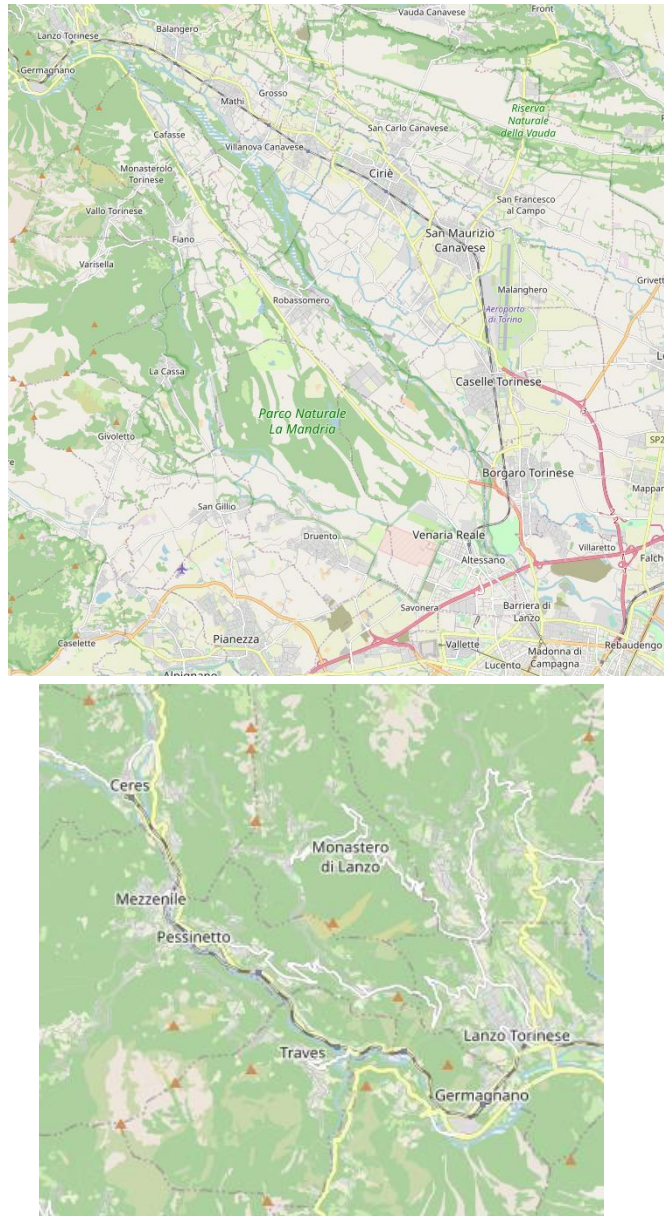 Vauda Canavese
Front
Lanzo Torinese
Balangero
Germagnano
Mathi
Grosso
Riserva
Naturale
della Vauda
Cafasse
San Carlo Canavese
Villanova Canavese
Ciriè
Monasterolo
Torinese
San Francesco
al Campo
Vallo Torinese
Fiano
San Maurizio
Canavese
Varisella
Malanghero
Grivett
Robassomero
Aeroporto
di Torino
La Cassa
Caselle Torinese
Parco Naturale
La Mandria
Givoletto
SP2
Borgaro Torinese
Mappan
San Gillio
Druento
Venaria Reale
Villaretto
Altessano
Falch
Savonera
Barriera di
Lanzo
Caselette
Pianezza
Vallette
Madonna di
Campagna
Rebaudengo
Lucento
Alpignano
Ceres
Monastero
di Lanzo
Mezzenile
Pessinetto
Lanzo Torinese
Traves
Germagnano